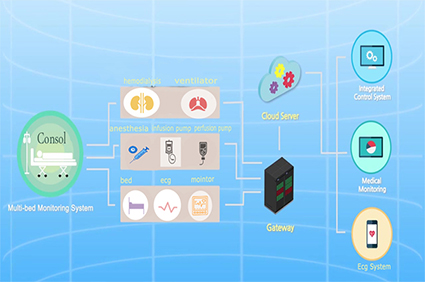 hemodialysis ventilator
Cloud Server
Integrated
Control System
Consol
anesthesia infusion pump perfusion pump
Medical
Monitoring
bed ecg mointor
Multi-bed Monitoring System
Gateway
Ecg System